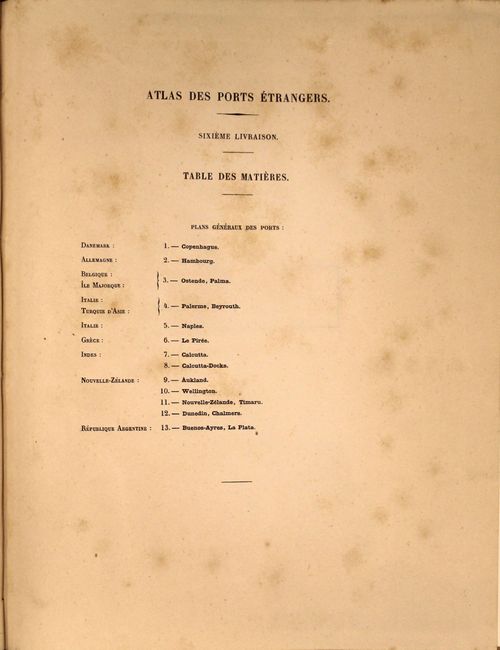 ATLAS DES PORTS ÉTRANGERS.
SIXIÈME LIVRAISON.
TABLE DES MATIÈRES.
PLANS GÉNÉRAUX DES PORTS :
DANEMARK : 1. — Copenhague.
ALLEMAGNE : 2. — Hambourg.
BELGIQUE :
ÎLE MAJORQUE : 3. — Ostende, Palma.
ITALIE :
TURQUIE D'ASIE : 4. — Palerme, Beyrouth.
ITALIE : 5. — Naples.
GRÈCE : 6. — Le Pirée.
INDES : 7. — Calcutta.
8. — Calcutta-Docks.
NOUVELLE-ZÉLANDE : 9. — Aukland.
10. — Wellington.
11. — Nouvelle-Zélande, Timaru.
12. — Dunedin, Chalmers.
RÉPUBLIQUE ARGENTINE : 13. — Buenos-Ayres, La Plata.